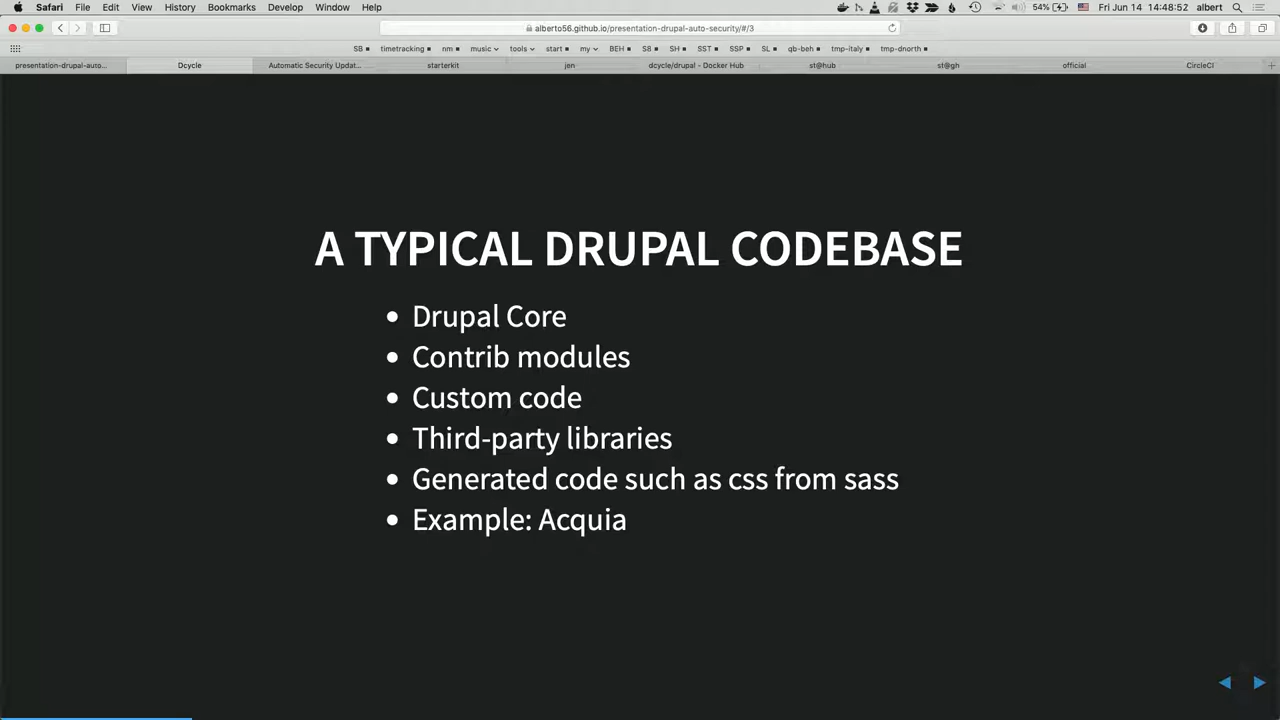 Safari File Edit View History Bookmarks Develop Window Help 54% Fri Jun 14 14:48:52 albert
alberto56.github.io/presentation-drupal-auto-security/#/3
SB timetracking nm music tools start my BEH S8 SH SST SSP SL qb-beh tmp-italy tmp-dnorth
presentation-drupal-auto... Dcycle Automatic Security Updat... starterkit jen dcycle/drupal - Docker Hub st@hub st@gh official CircleCI
A TYPICAL DRUPAL CODEBASE
• Drupal Core
• Contrib modules
• Custom code
• Third-party libraries
• Generated code such as css from sass
• Example: Acquia